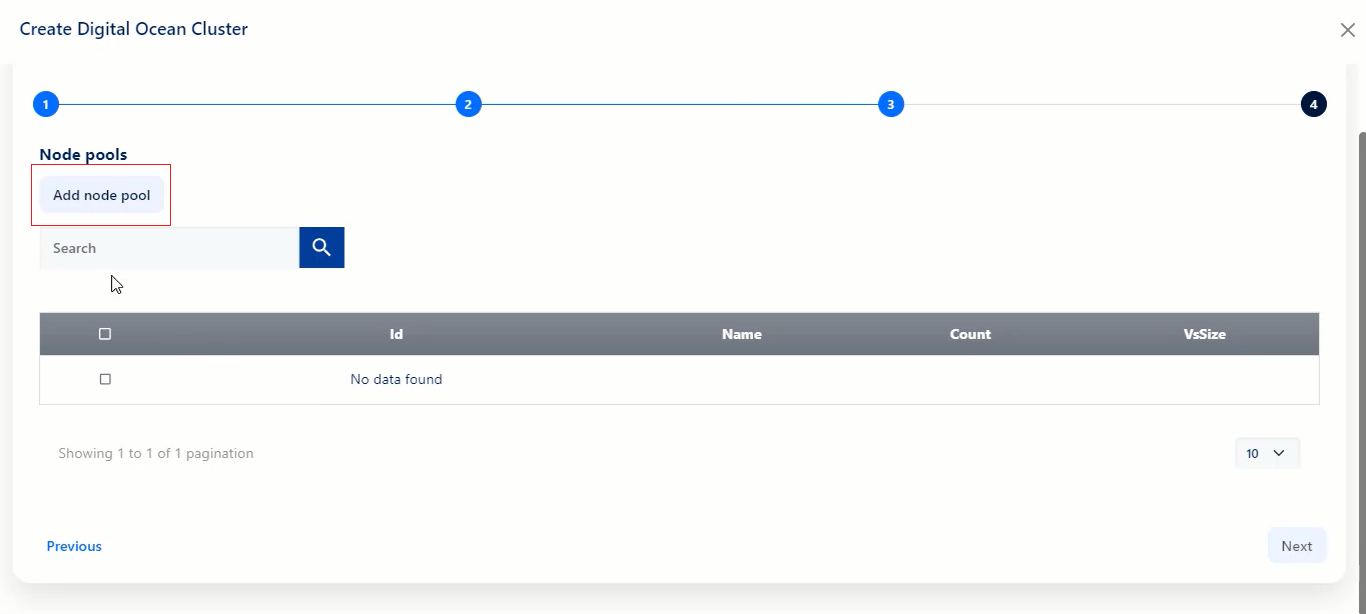 Create Digital Ocean Cluster
1 2 3 4
Node pools
Add node pool
Search
Id Name Count VsSize
No data found
Showing 1 to 1 of 1 pagination
10
Previous Next